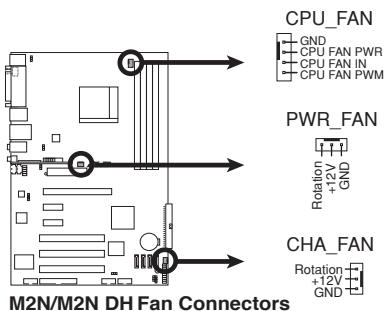 CPU_FAN
GND
CPU FAN PWR
CPU FAN IN
CPU FAN PWM
PWR_FAN
Rotation
+12V
GND
CHA_FAN
Rotation
+12V
GND
M2N/M2N DH Fan Connectors